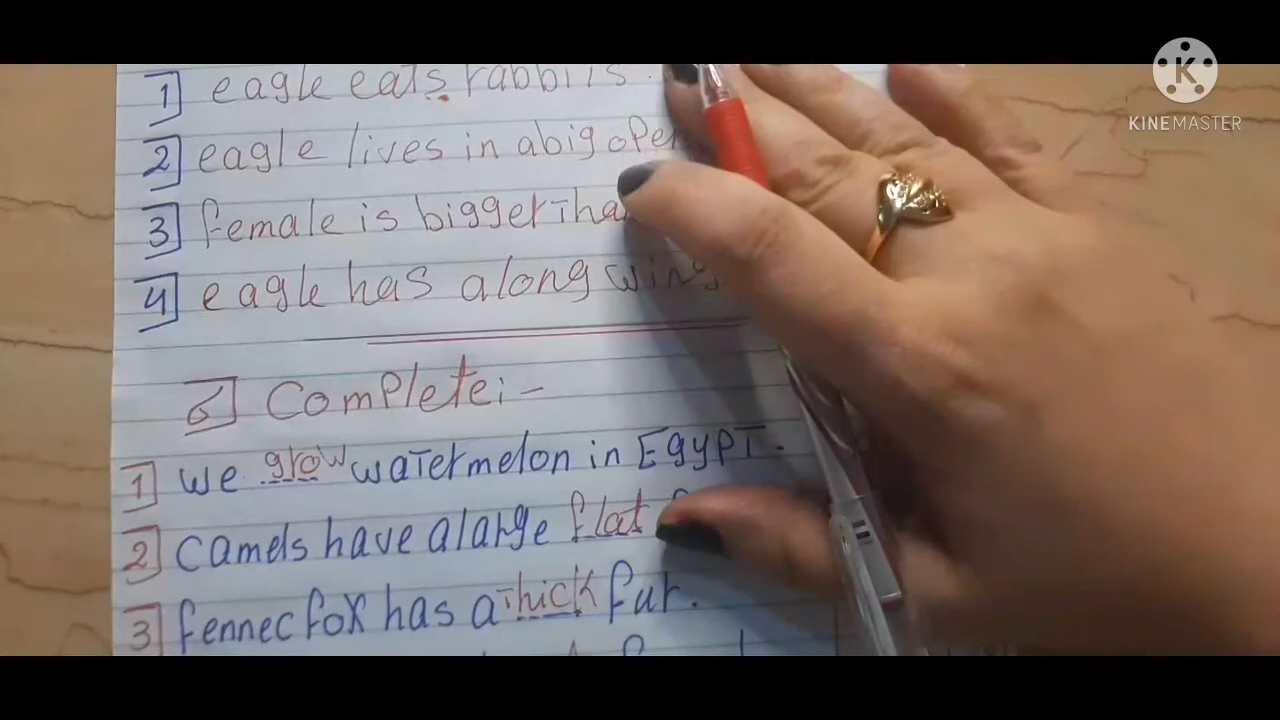 K
KINEMASTER
1 eagle eats rabbits.
2 eagle lives in a big open
3 female is bigger than
4 eagle has a long wing
6 Complete:-
1 we grow watermelon in Egypt.
2 Camels have a large flat
3 fennec fox has a thick fur.